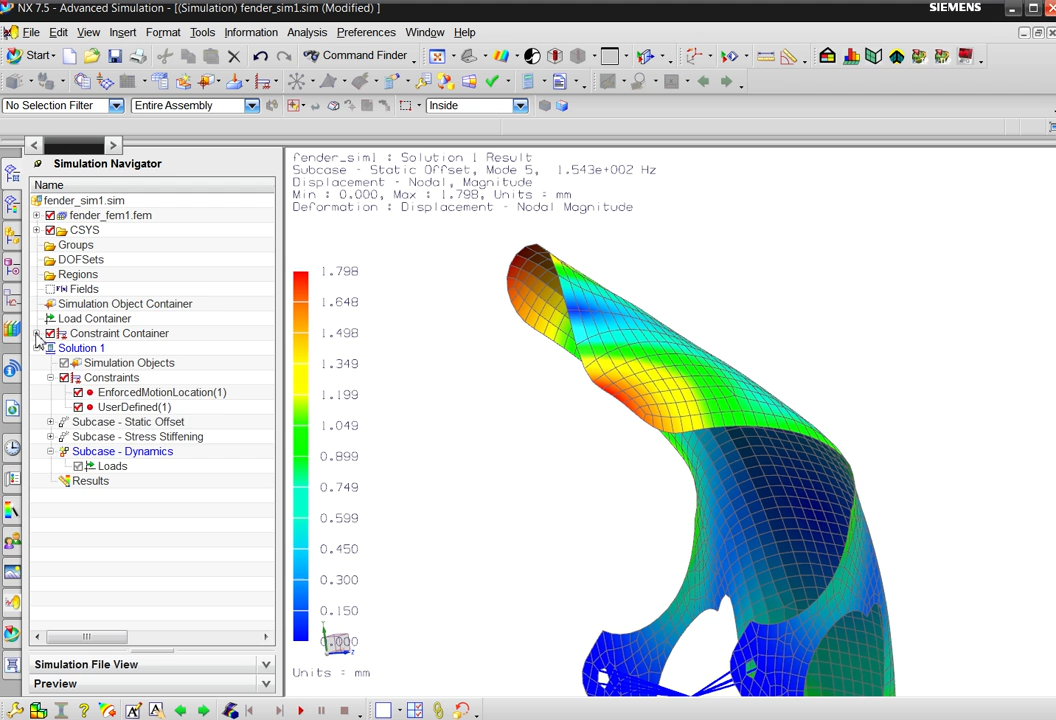 NX 7.5 - Advanced Simulation - [(Simulation) fender_sim1.sim (Modified) ]
SIEMENS
File Edit View Insert Format Tools Information Analysis Preferences Window Help
Start
Command Finder
No Selection Filter
Entire Assembly
Inside
Simulation Navigator
Name
fender_sim1.sim
fender_fem1.fem
CSYS
Groups
DOFSets
Regions
Fields
Simulation Object Container
Load Container
Constraint Container
Solution 1
Simulation Objects
Constraints
EnforcedMotionLocation(1)
UserDefined(1)
Subcase - Static Offset
Subcase - Stress Stiffening
Subcase - Dynamics
Loads
Results
Simulation File View
Preview
fender_sim1 : Solution 1 Result
Subcase - Static Offset, Mode 5, 1.543e+002 Hz
Displacement - Nodal, Magnitude
Min : 0.000, Max : 1.798, Units = mm
Deformation : Displacement - Nodal Magnitude
1.798
1.648
1.498
1.349
1.199
1.049
0.899
0.749
0.599
0.450
0.300
0.150
0.000
Units = mm